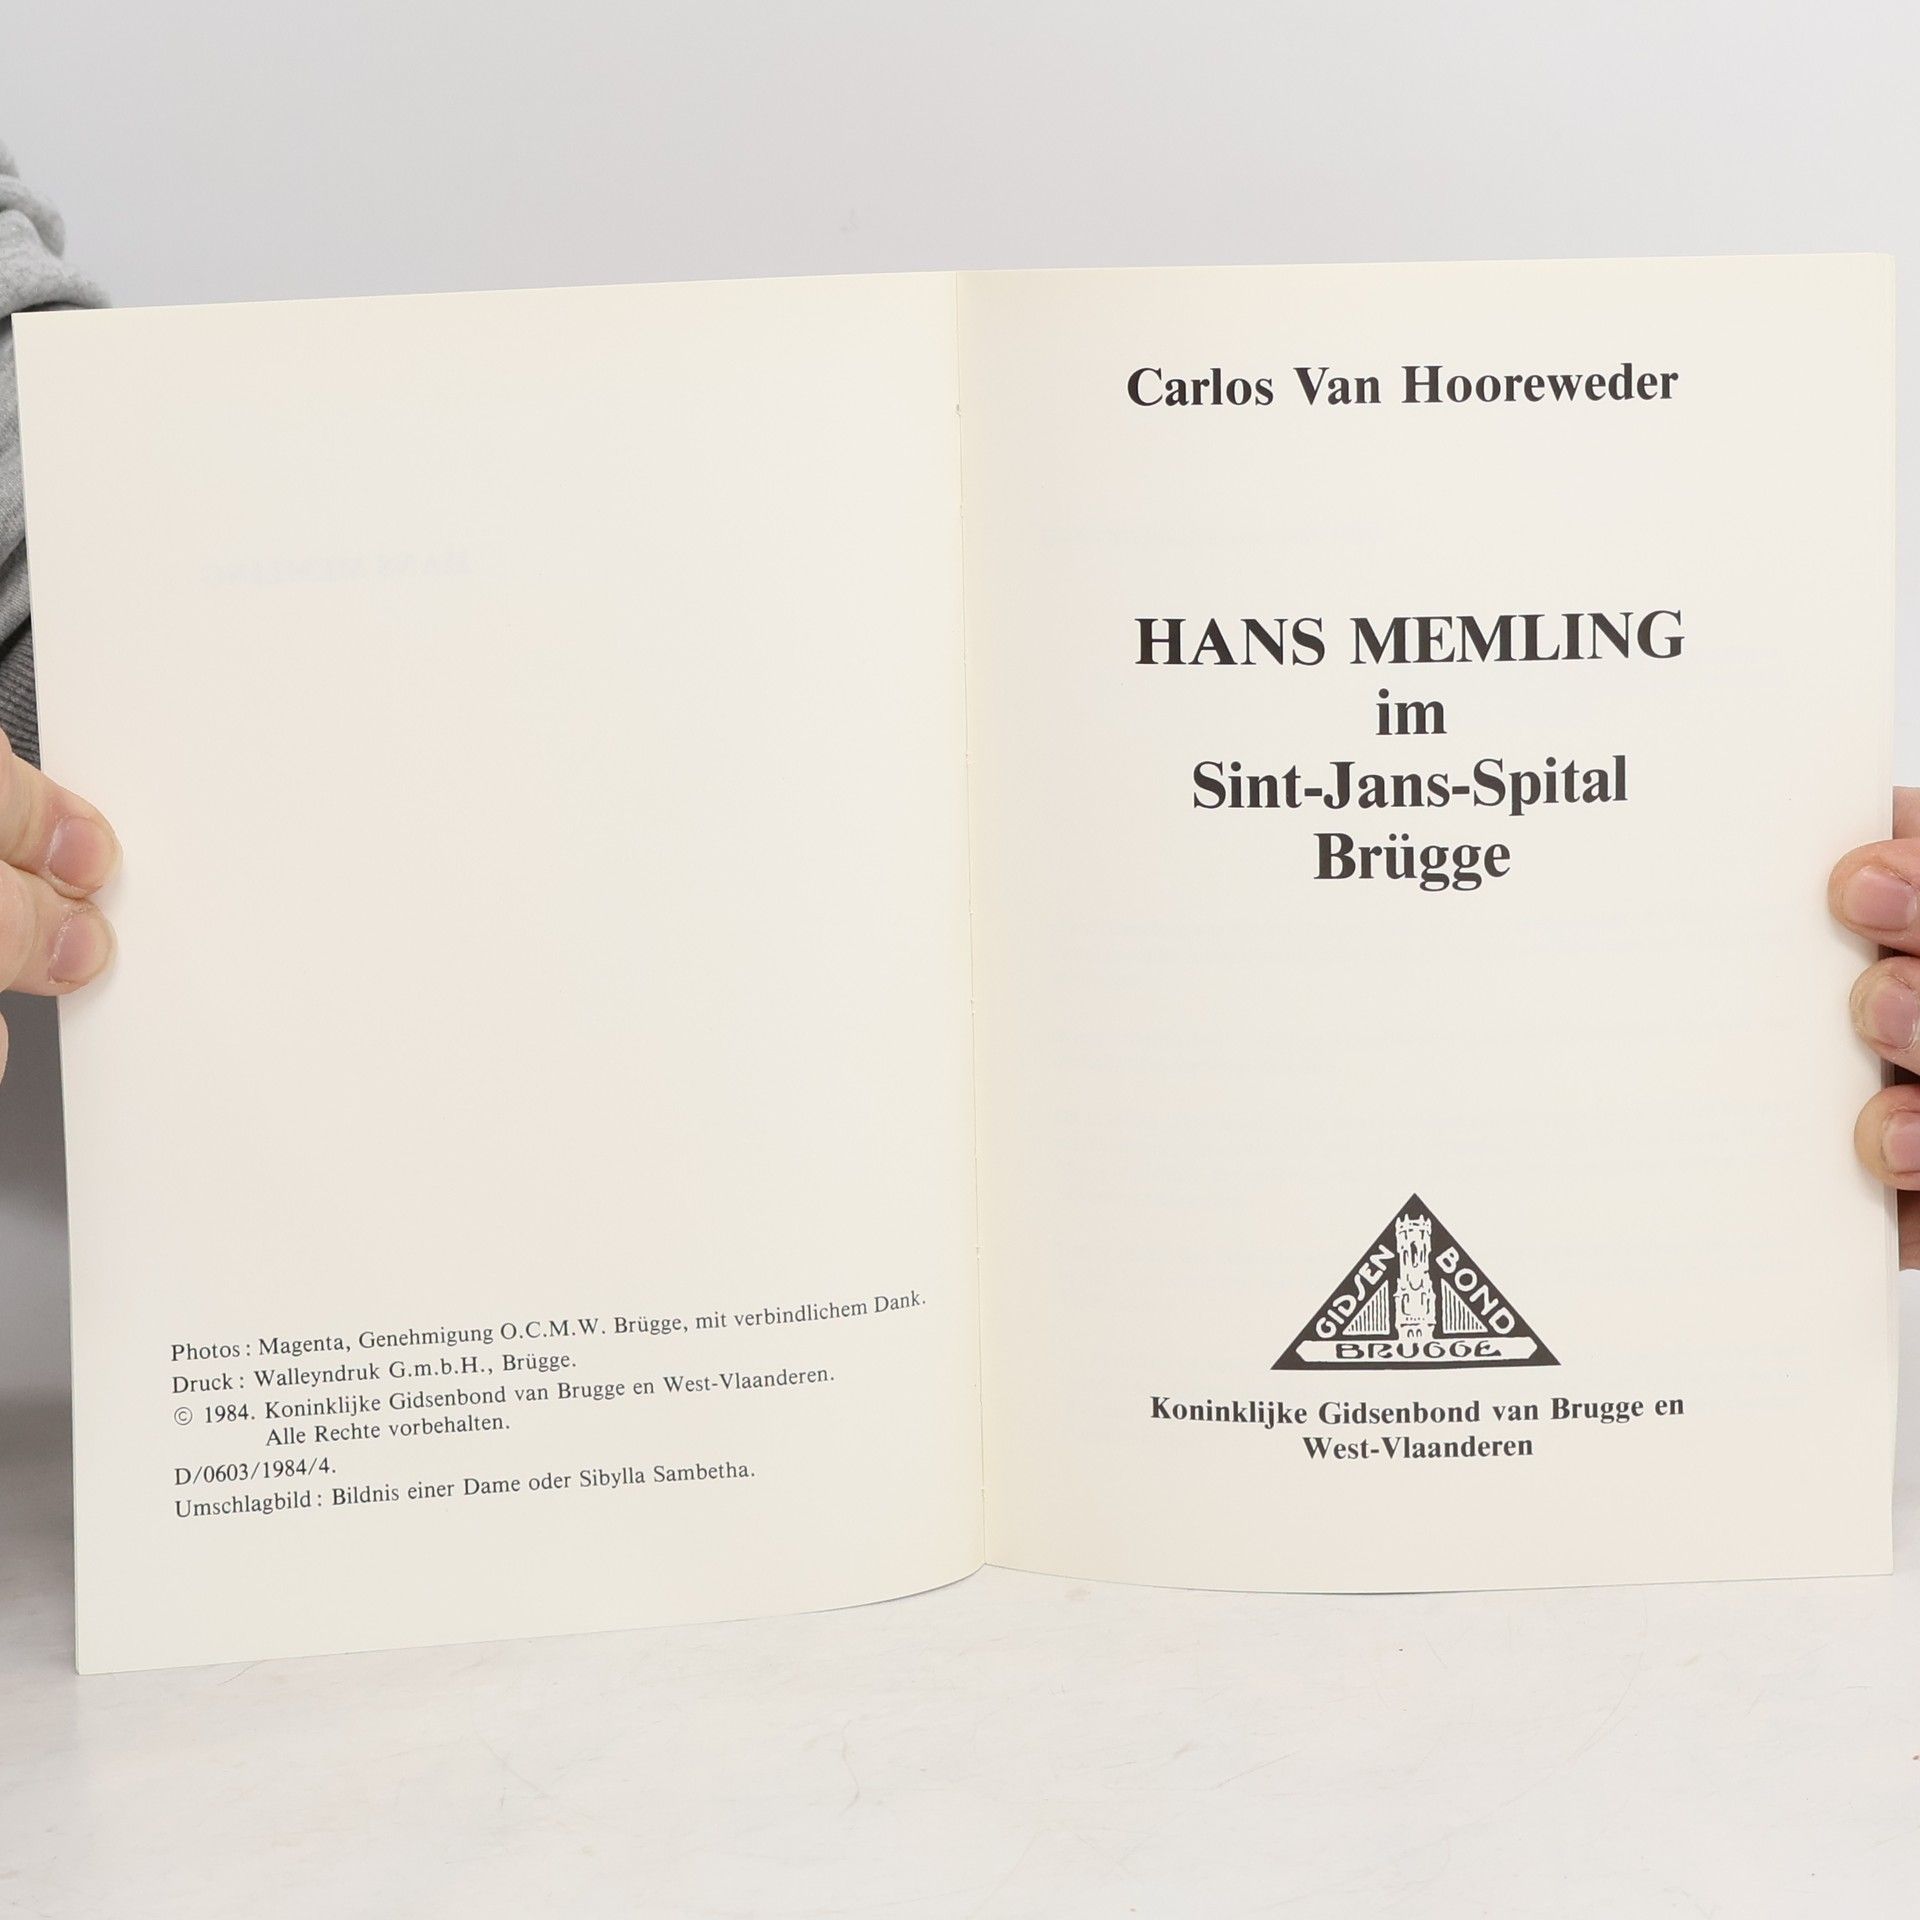 Photos : Magenta, Genehmigung O.C.M.W. Brügge, mit verbindlichem Dank.
Druck : Walleyndruk G.m.b.H., Brügge.
© 1984. Koninklijke Gidsenbond van Brugge en West-Vlaanderen.
Alle Rechte vorbehalten.
D/0603/1984/4.
Umschlagbild : Bildnis einer Dame oder Sibylla Sambetha.
Carlos Van Hooreweder
HANS MEMLING
im
Sint-Jans-Spital
Brügge
GIDSEN BOND
BRUGGE
Koninklijke Gidsenbond van Brugge en
West-Vlaanderen